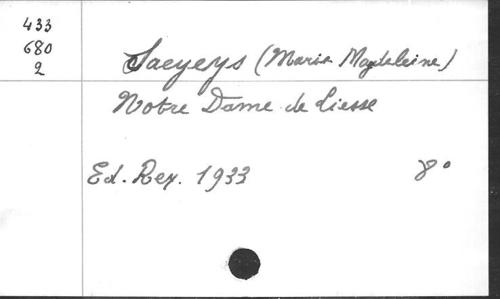 433
680
2
Saeyeys (Marie Magdeleine)
Notre Dame de Liesse
Ed. Rex. 1933 8°